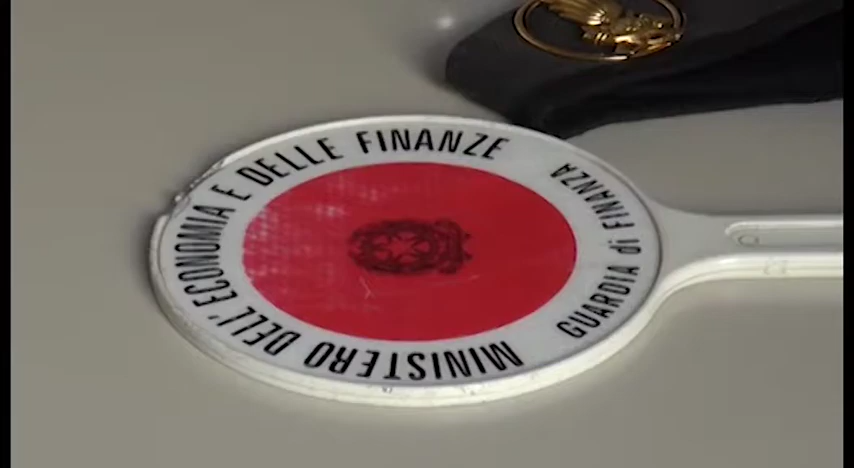 MINISTERO DELL'ECONOMIA E DELLE FINANZE
GUARDIA di FINANZA